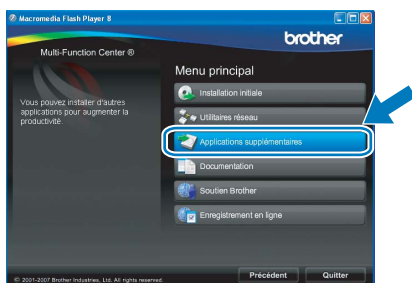 Macromedia Flash Player 8
brother
Multi-Function Center ®
Vous pouvez installer d'autres
applications pour augmenter la
productivité.
Menu principal
Installation initiale
Utilitaires réseau
Applications supplémentaires
Documentation
Soutien Brother
Enregistrement en ligne
© 2001-2007 Brother Industries, Ltd. All rights reserved.
Précédent
Quitter